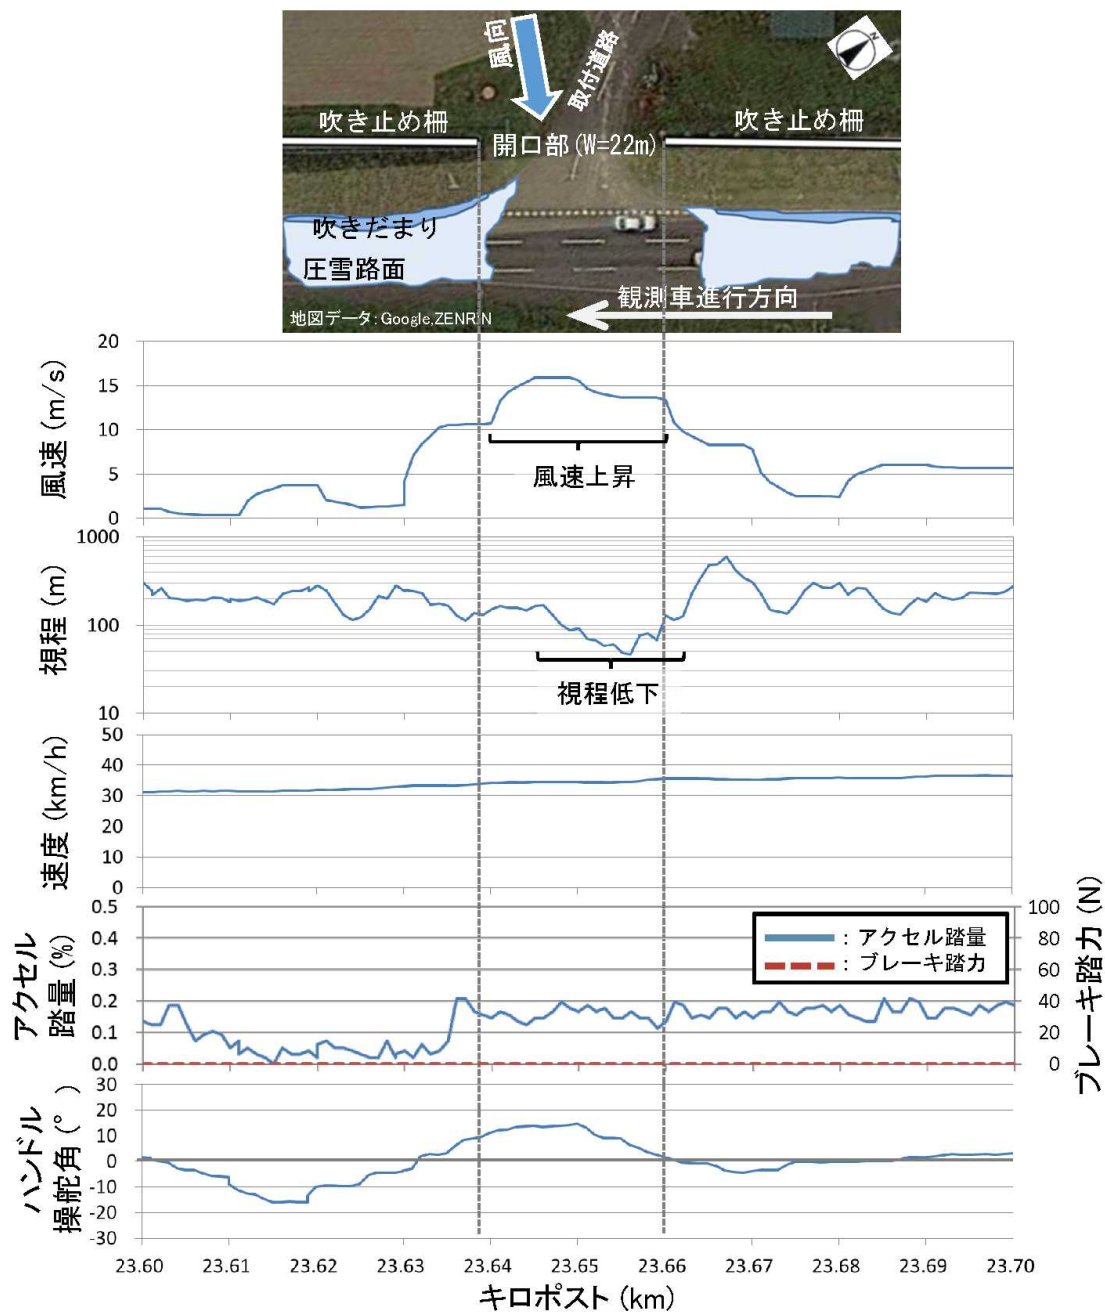 風向
取付道路
N
吹き止め柵
開口部(W=22m)
吹き止め柵
吹きだまり
圧雪路面
観測車進行方向
地図データ:Google,ZENRIN
風速 (m/s)
20
15
10
5
0
風速上昇
視程 (m)
1000
100
10
視程低下
速度 (km/h)
50
40
30
20
10
0
アクセル
踏量 (%)
0.5
0.4
0.3
0.2
0.1
0.0
:アクセル踏量
:ブレーキ踏力
100
80
60
40
20
0
ブレーキ踏力 (N)
ハンドル
操舵角 (°)
30
20
10
0
-10
-20
-30
23.60 23.61 23.62 23.63 23.64 23.65 23.66 23.67 23.68 23.69 23.70
キロポスト (km)